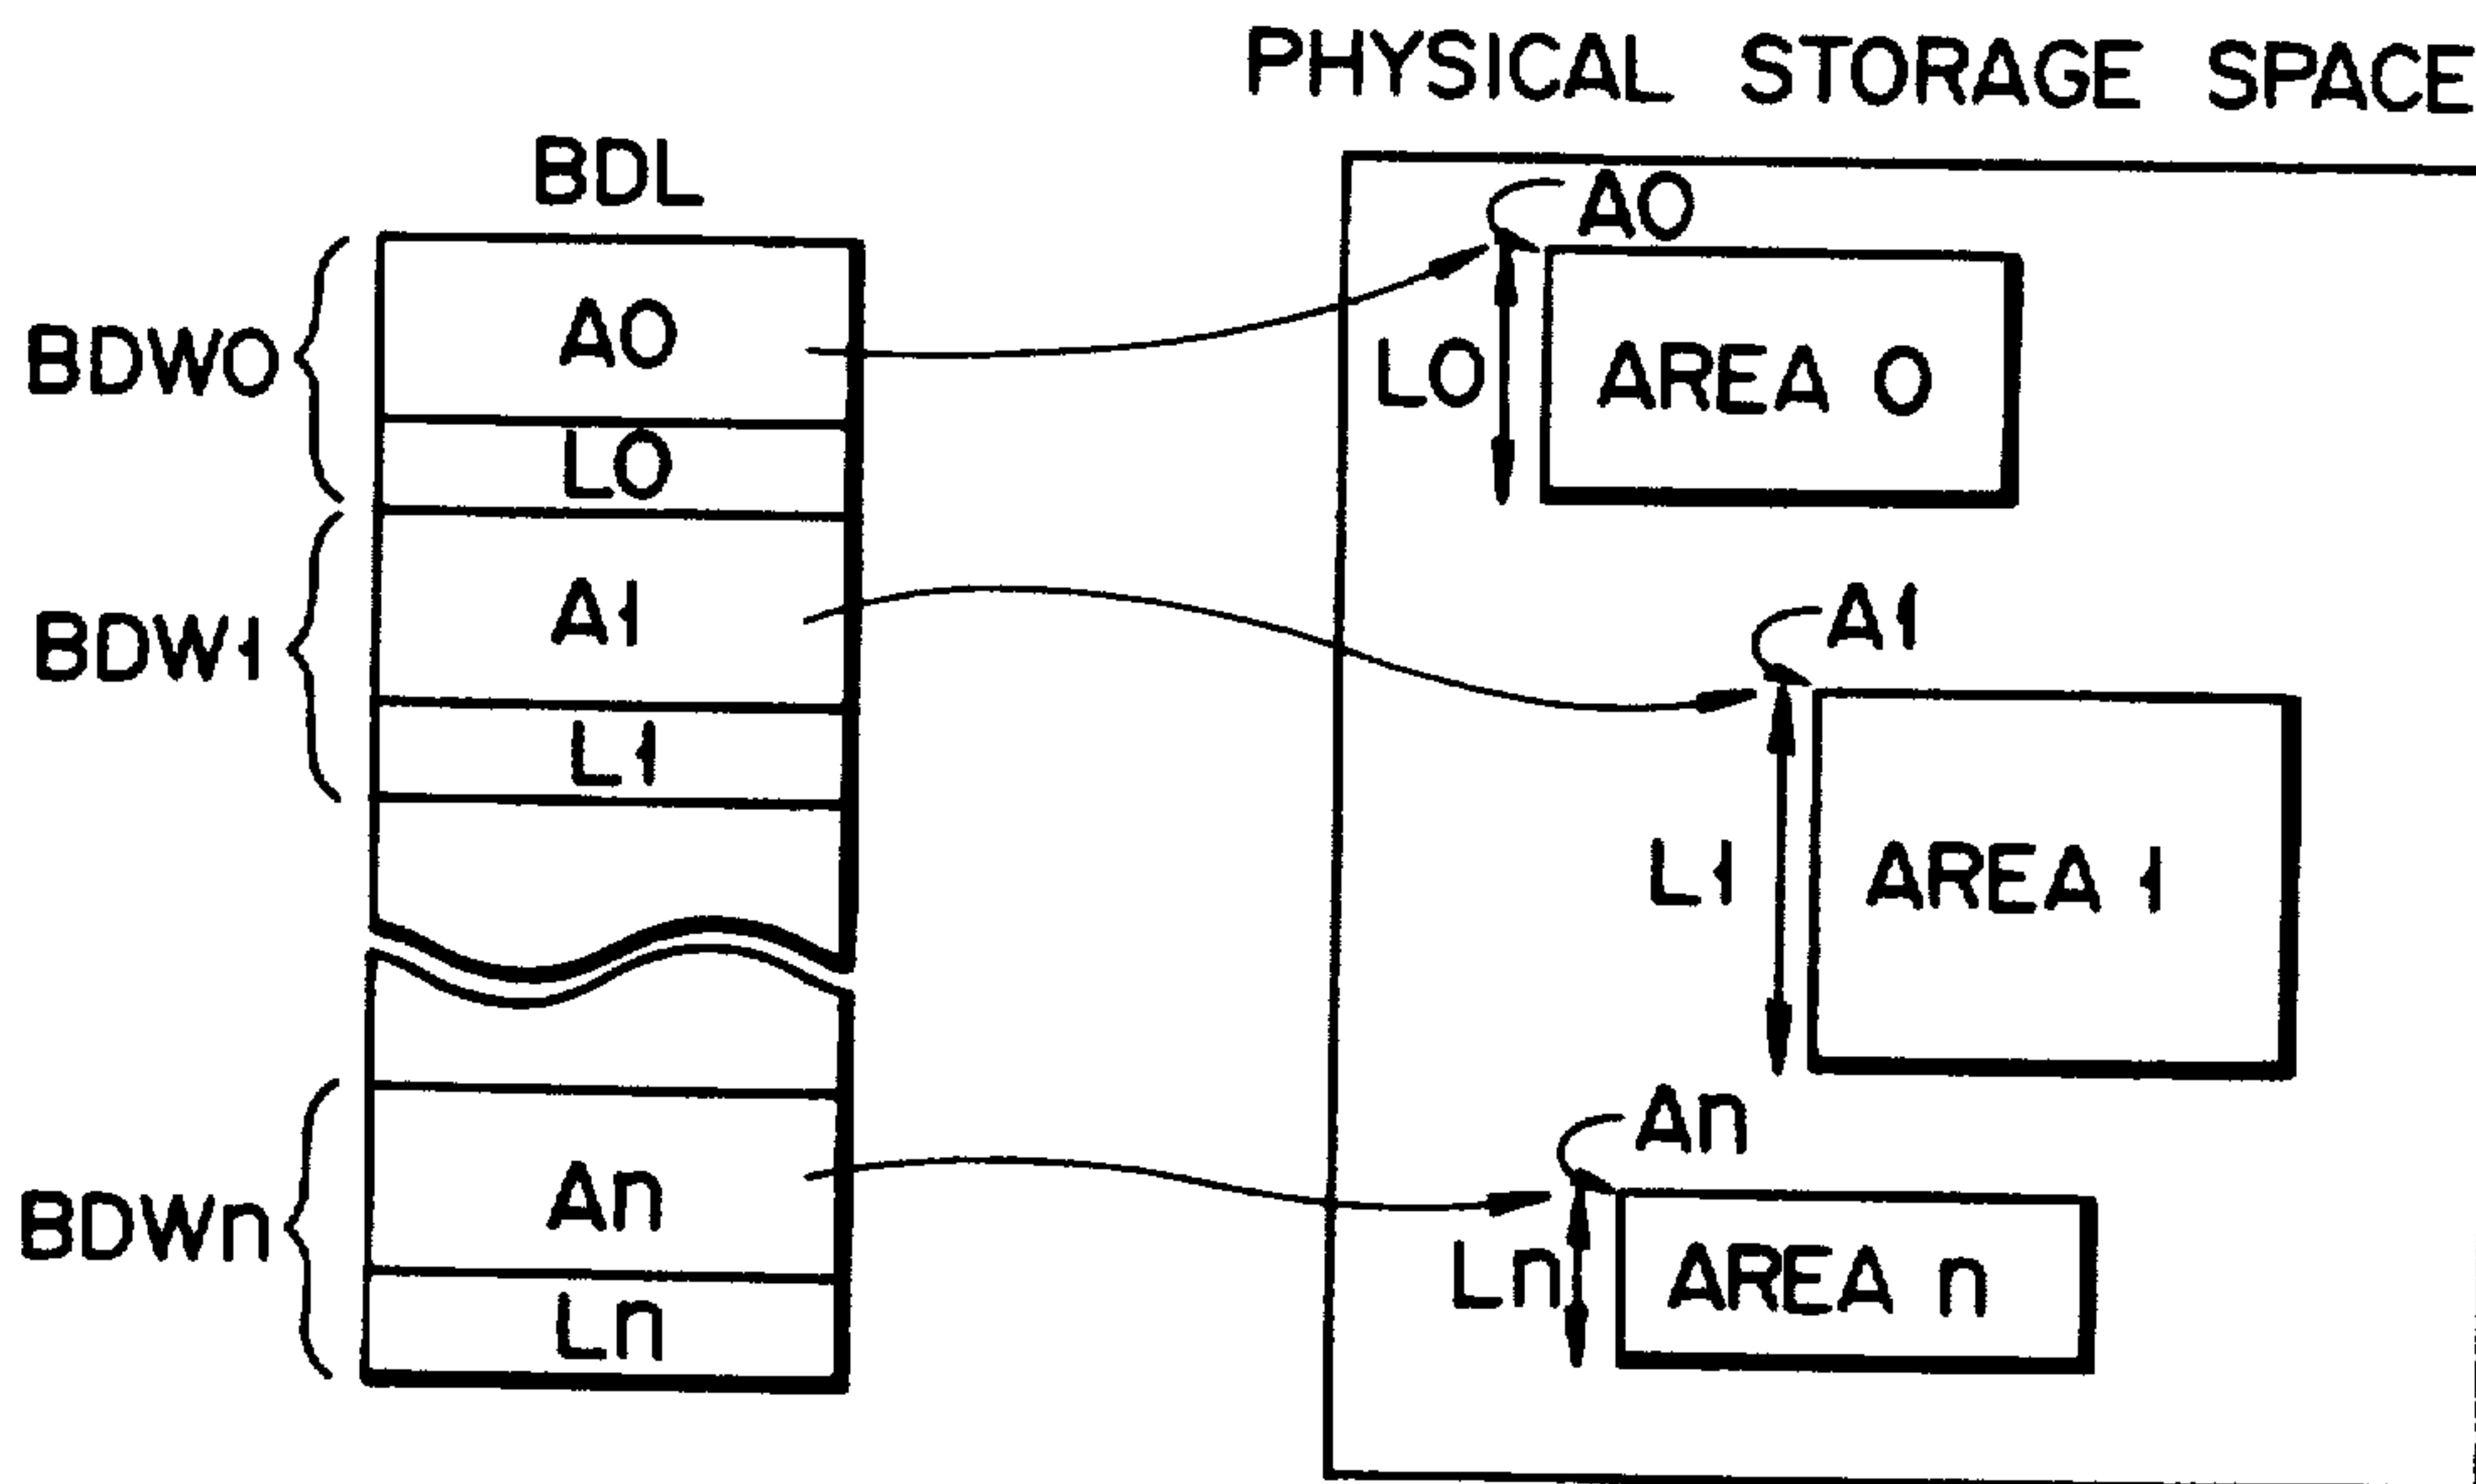 PHYSICAL STORAGE SPACE
BDL
BDW0
A0
L0
BDW1
A1
L1
BDWn
An
Ln
A0
L0
AREA 0
A1
L1
AREA 1
An
Ln
AREA n